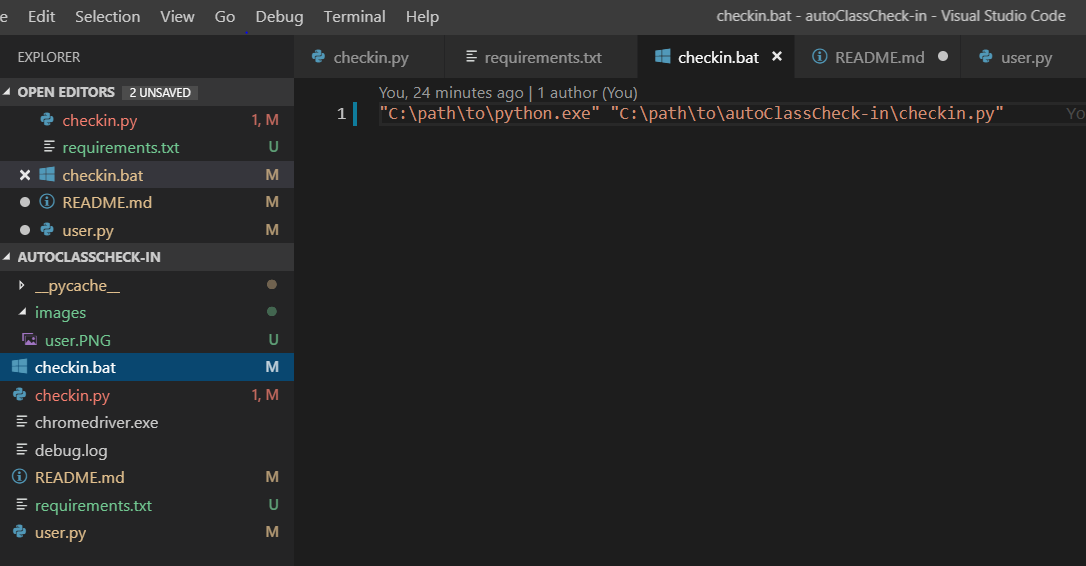 e Edit Selection View Go Debug Terminal Help checkin.bat - autoClassCheck-in - Visual Studio Code
EXPLORER
checkin.py requirements.txt checkin.bat × README.md user.py
OPEN EDITORS 2 UNSAVED
checkin.py 1, M
requirements.txt U
× checkin.bat M
README.md M
user.py M
AUTOCLASSCHECK-IN
__pycache__
images
user.PNG U
checkin.bat M
checkin.py 1, M
chromedriver.exe
debug.log
README.md M
requirements.txt U
user.py M
You, 24 minutes ago | 1 author (You)
1 "C:\path\to\python.exe" "C:\path\to\autoClassCheck-in\checkin.py" Yo